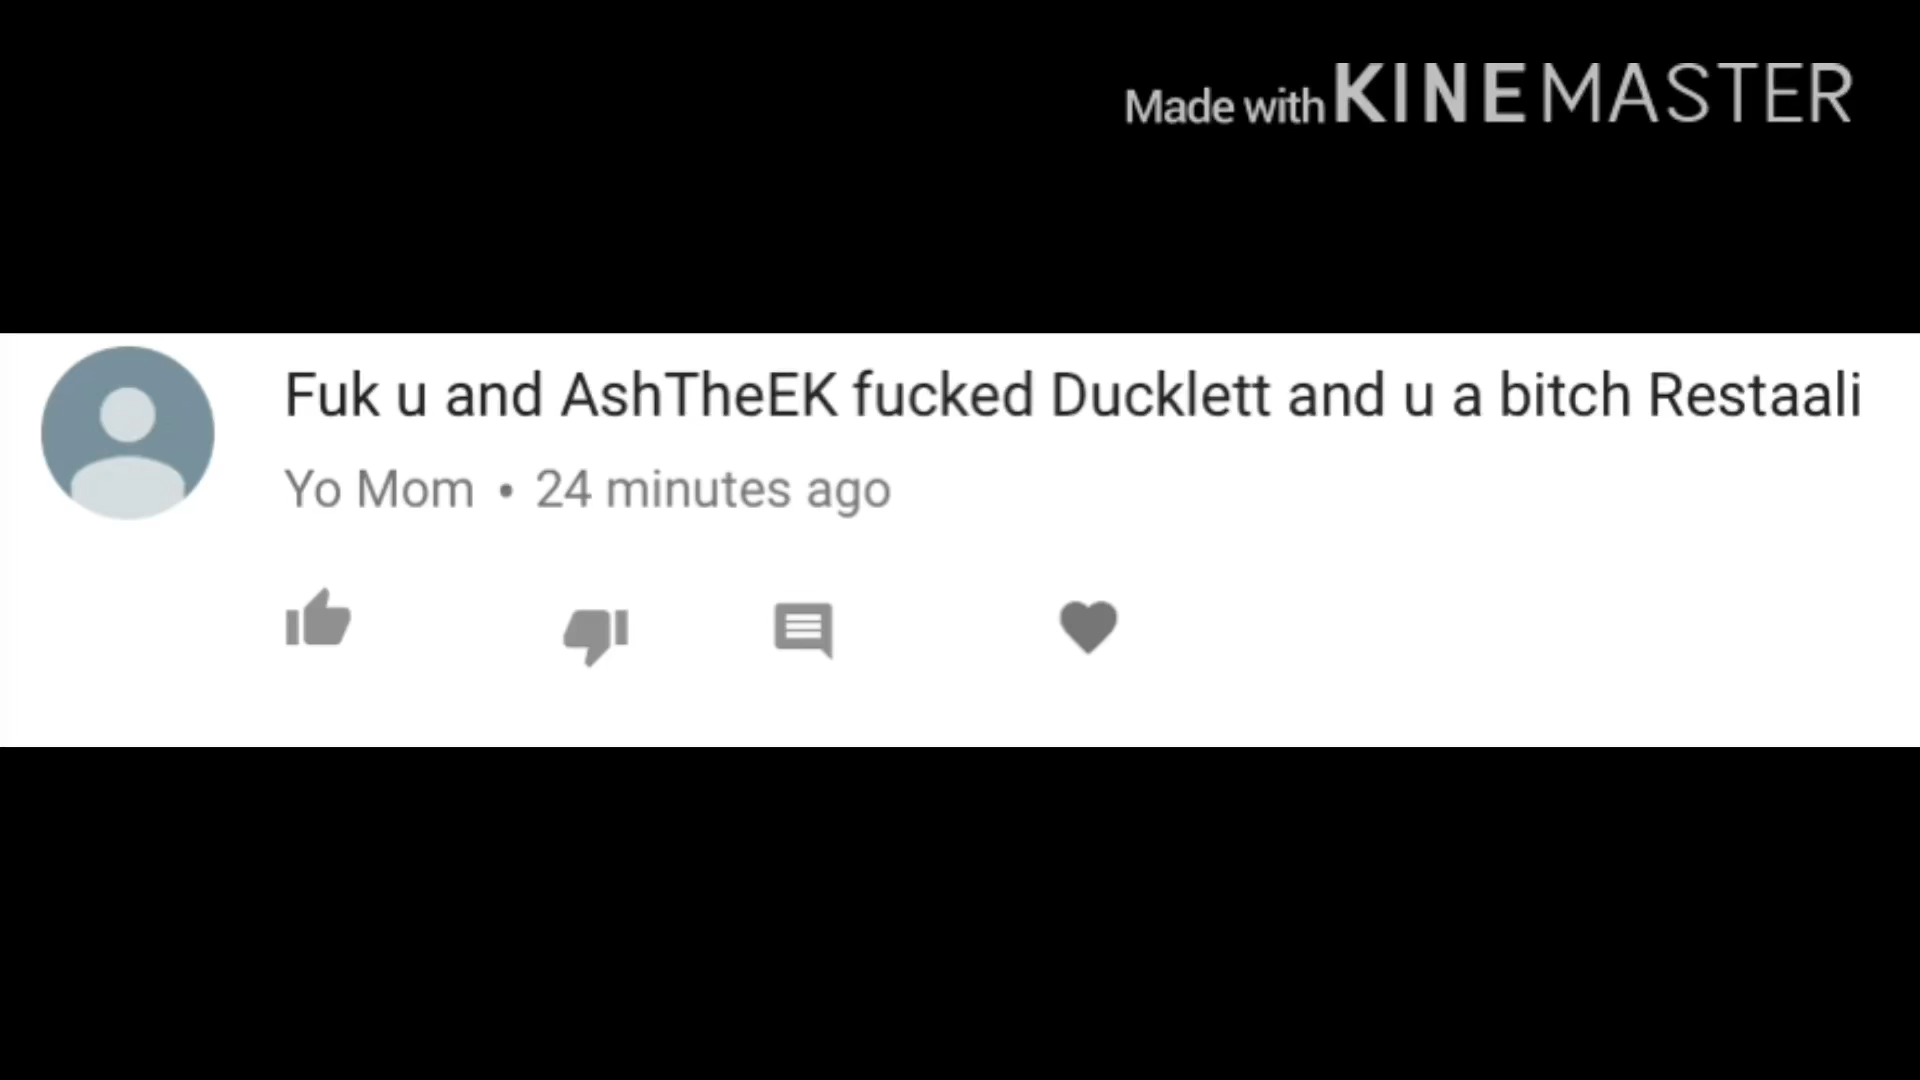 Made with KINEMASTER
Fuk u and AshTheEK fucked Ducklett and u a bitch Restaali
Yo Mom • 24 minutes ago